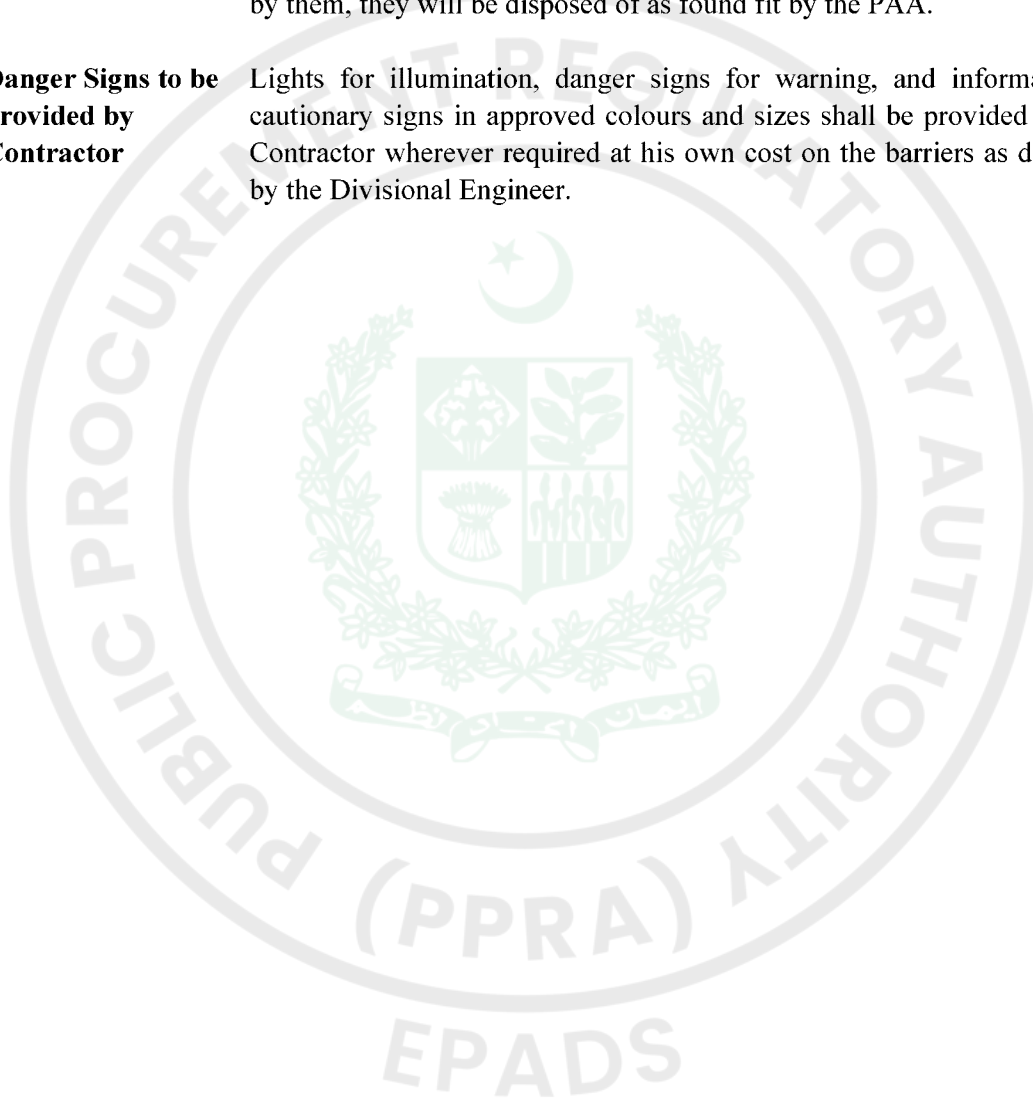 by them, they will be disposed of as found fit by the PAA.
Danger Signs to be
rovided by
Contractor
Lights for illumination, danger signs for warning, and informa
cautionary signs in approved colours and sizes shall be provided
Contractor wherever required at his own cost on the barriers as d
by the Divisional Engineer.
PUBLIC PROCUREMENT REGULATORY AUTHORITY
(PPRA)
EPADS